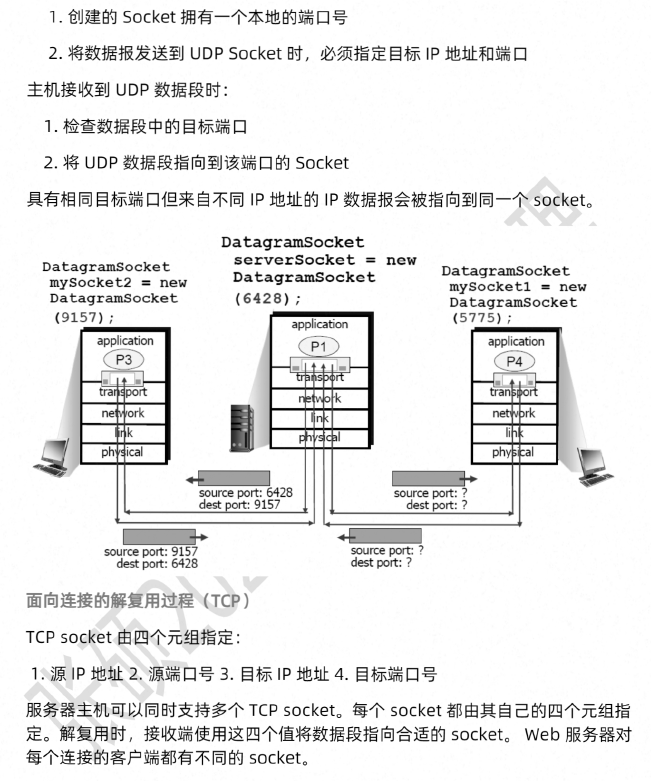 1. 创建的 Socket 拥有一个本地的端口号
2. 将数据报发送到 UDP Socket 时，必须指定目标 IP 地址和端口
主机接收到 UDP 数据段时：
1. 检查数据段中的目标端口
2. 将 UDP 数据段指向到该端口的 Socket
具有相同目标端口但来自不同 IP 地址的 IP 数据报会被指向到同一个 socket。
DatagramSocket
mySocket2 = new
DatagramSocket
(9157);
application
P3
transport
network
link
physical
DatagramSocket
serverSocket = new
DatagramSocket
(6428);
application
P1
transport
network
link
physical
DatagramSocket
mySocket1 = new
DatagramSocket
(5775);
application
P4
transport
network
link
physical
source port: 6428
dest port: 9157
source port: ?
dest port: ?
source port: 9157
dest port: 6428
source port: ?
dest port: ?
面向连接的解复用过程（TCP）
TCP socket 由四个元组指定：
1. 源 IP 地址 2. 源端口号 3. 目标 IP 地址 4. 目标端口号
服务器主机可以同时支持多个 TCP socket。每个 socket 都由其自己的四个元组指
定。解复用时，接收端使用这四个值将数据段指向合适的 socket。 Web 服务器对
每个连接的客户端都有不同的 socket。